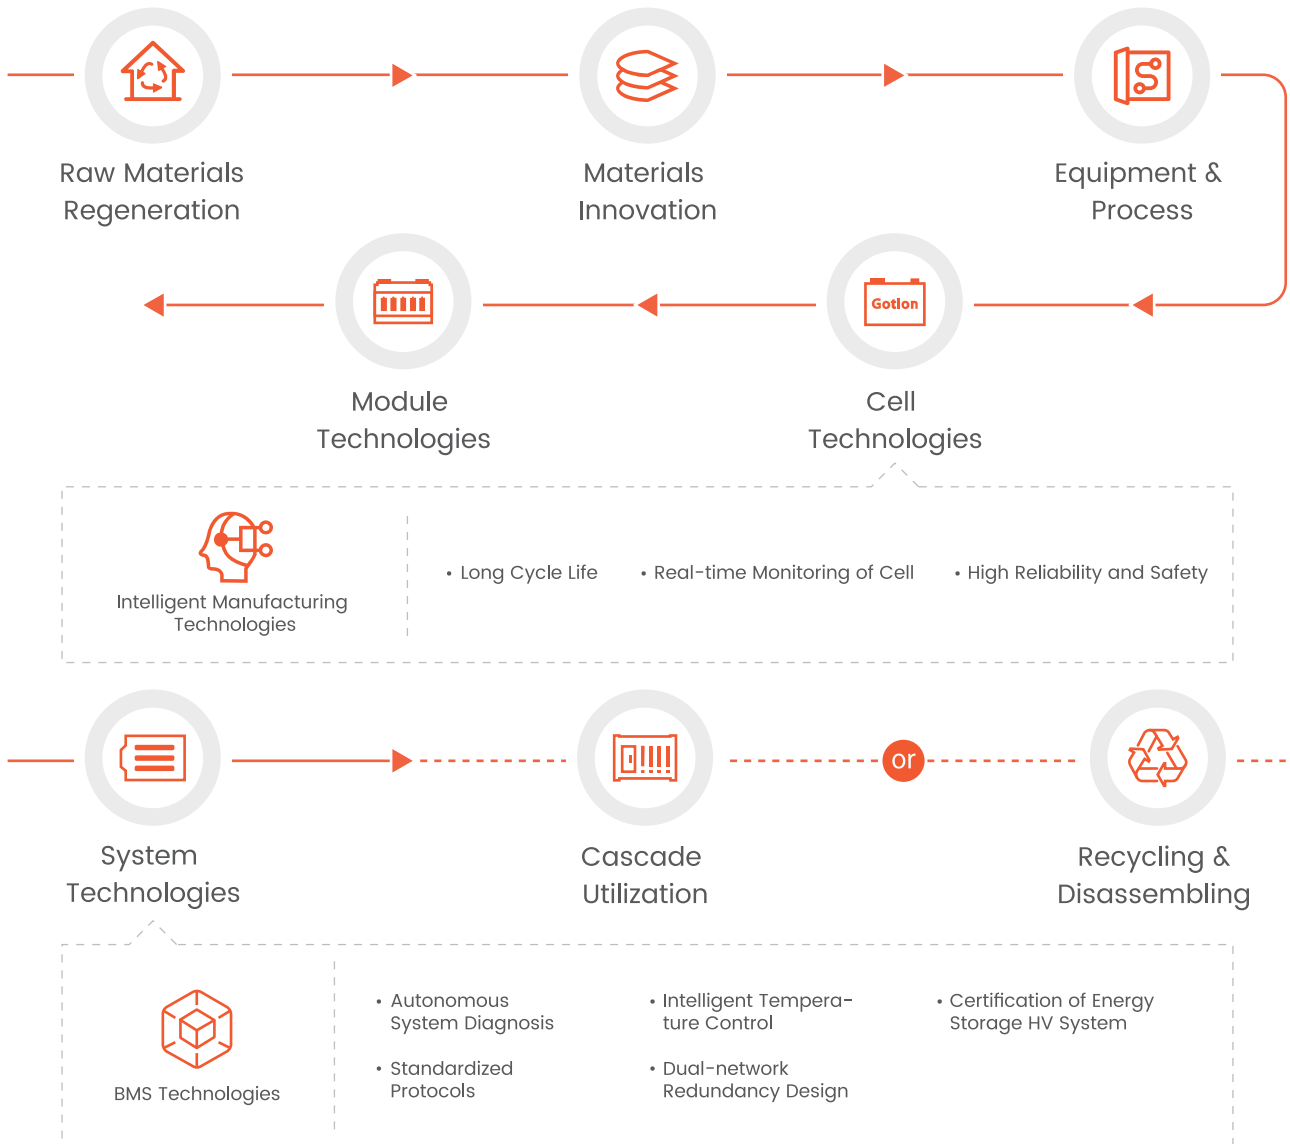 Raw Materials
Regeneration
Materials
Innovation
Equipment &
Process
Gotion
Module
Technologies
Cell
Technologies
Intelligent Manufacturing
Technologies
• Long Cycle Life
• Real-time Monitoring of Cell
• High Reliability and Safety
or
System
Technologies
Cascade
Utilization
Recycling &
Disassembling
BMS Technologies
• Autonomous
System Diagnosis
• Standardized
Protocols
• Intelligent Tempera-
ture Control
• Dual-network
Redundancy Design
• Certification of Energy
Storage HV System